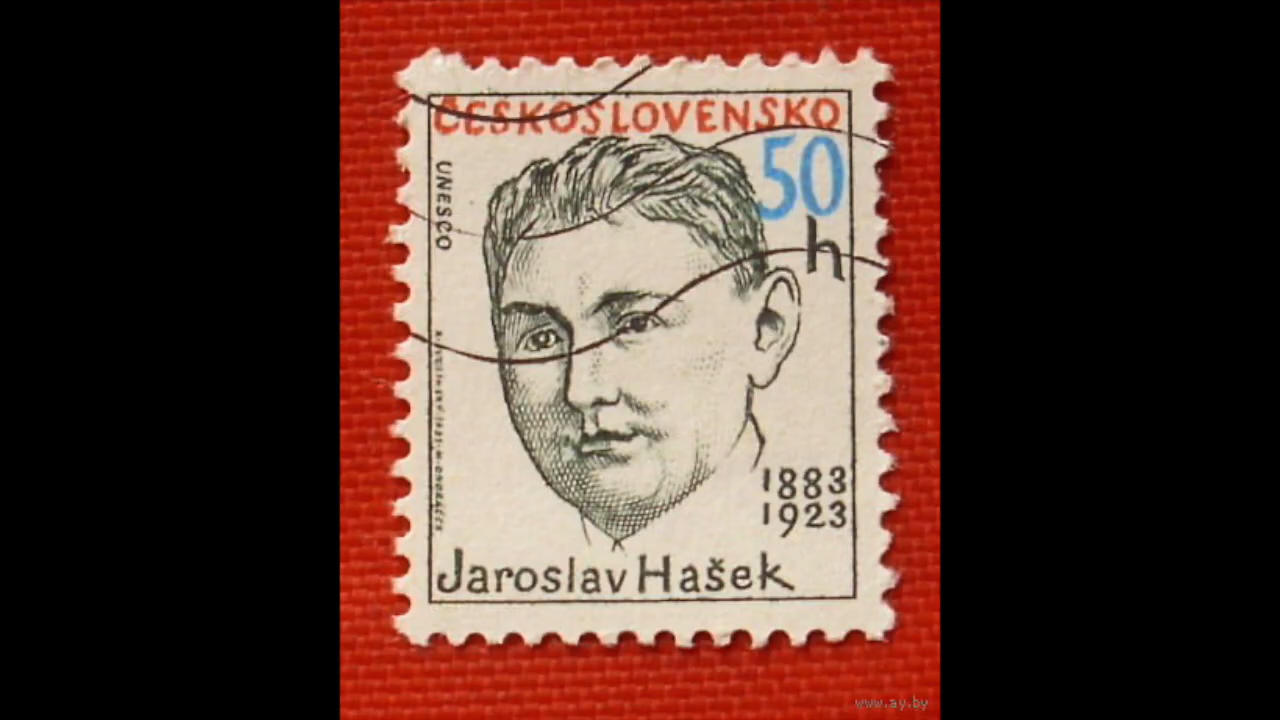 ČESKOSLOVENSKO
50
h
UNESCO
1883
1923
Jaroslav Hašek
www.ay.by